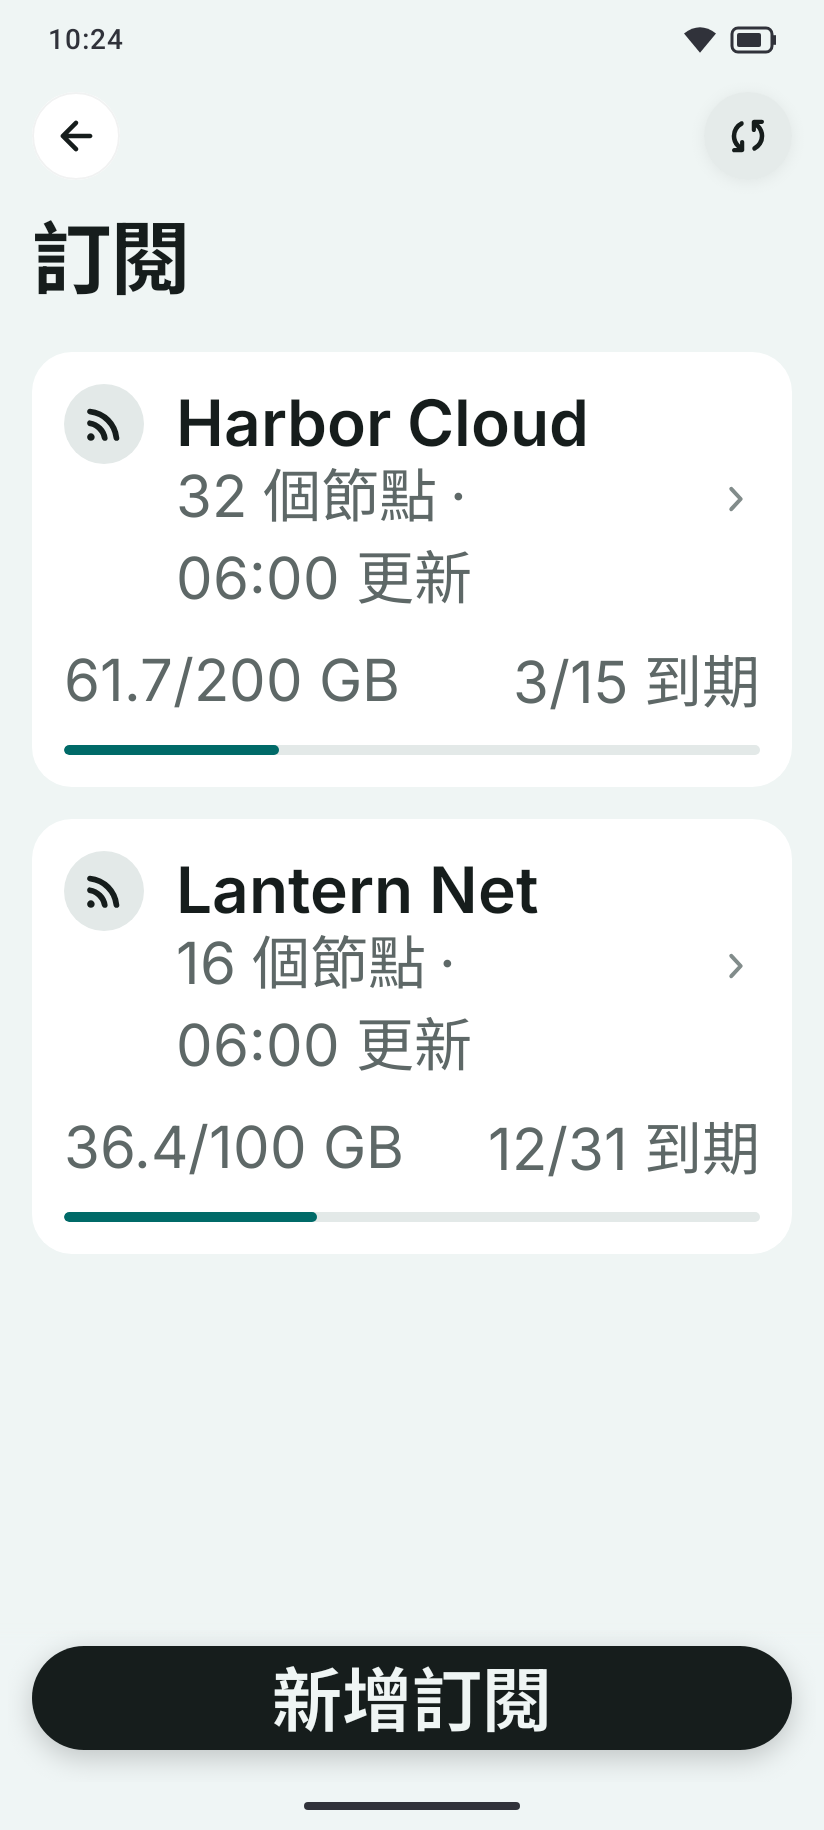 10:24
訂閱
Harbor Cloud
32 個節點 ·
06:00 更新
61.7/200 GB
3/15 到期
Lantern Net
16 個節點 ·
06:00 更新
36.4/100 GB
12/31 到期
新增訂閱